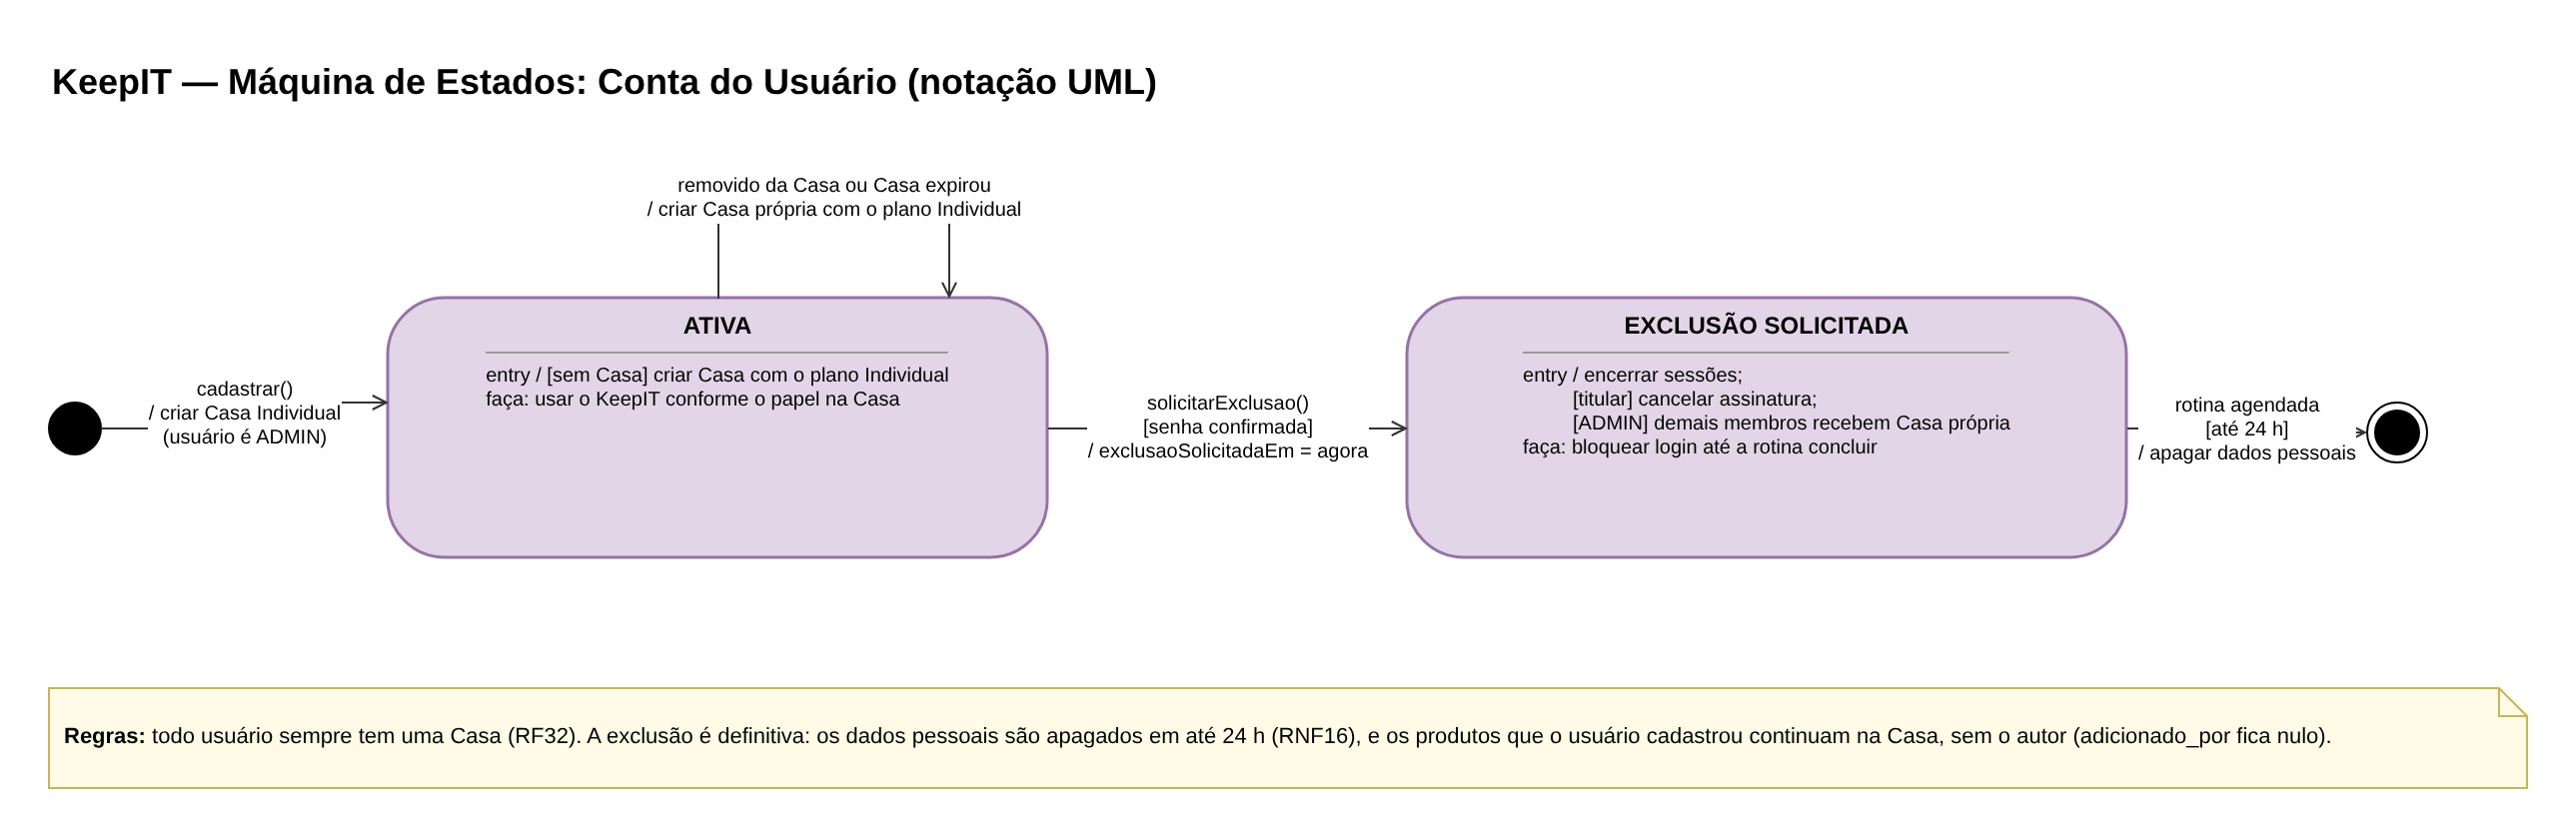 KeepIT — Máquina de Estados: Conta do Usuário (notação UML)
removido da Casa ou Casa expirou
/ criar Casa própria com o plano Individual
cadastrar()
/ criar Casa Individual
(usuário é ADMIN)
ATIVA
entry / [sem Casa] criar Casa com o plano Individual
faça: usar o KeepIT conforme o papel na Casa
solicitarExclusao()
[senha confirmada]
/ exclusaoSolicitadaEm = agora
EXCLUSÃO SOLICITADA
entry / encerrar sessões;
[titular] cancelar assinatura;
[ADMIN] demais membros recebem Casa própria
faça: bloquear login até a rotina concluir
rotina agendada
[até 24 h]
/ apagar dados pessoais
Regras: todo usuário sempre tem uma Casa (RF32). A exclusão é definitiva: os dados pessoais são apagados em até 24 h (RNF16), e os produtos que o usuário cadastrou continuam na Casa, sem o autor (adicionado_por fica nulo).